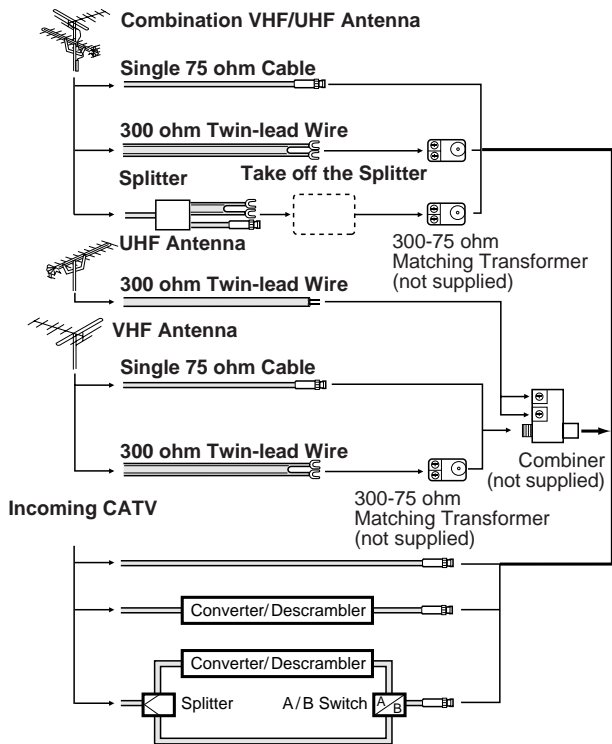 Combination VHF/UHF Antenna
Single 75 ohm Cable
300 ohm Twin-lead Wire
Splitter
Take off the Splitter
UHF Antenna
300-75 ohm
Matching Transformer
(not supplied)
300 ohm Twin-lead Wire
VHF Antenna
Single 75 ohm Cable
300 ohm Twin-lead Wire
Combiner
(not supplied)
300-75 ohm
Matching Transformer
(not supplied)
Incoming CATV
Converter/Descrambler
Converter/Descrambler
Splitter
A/B Switch
A
B